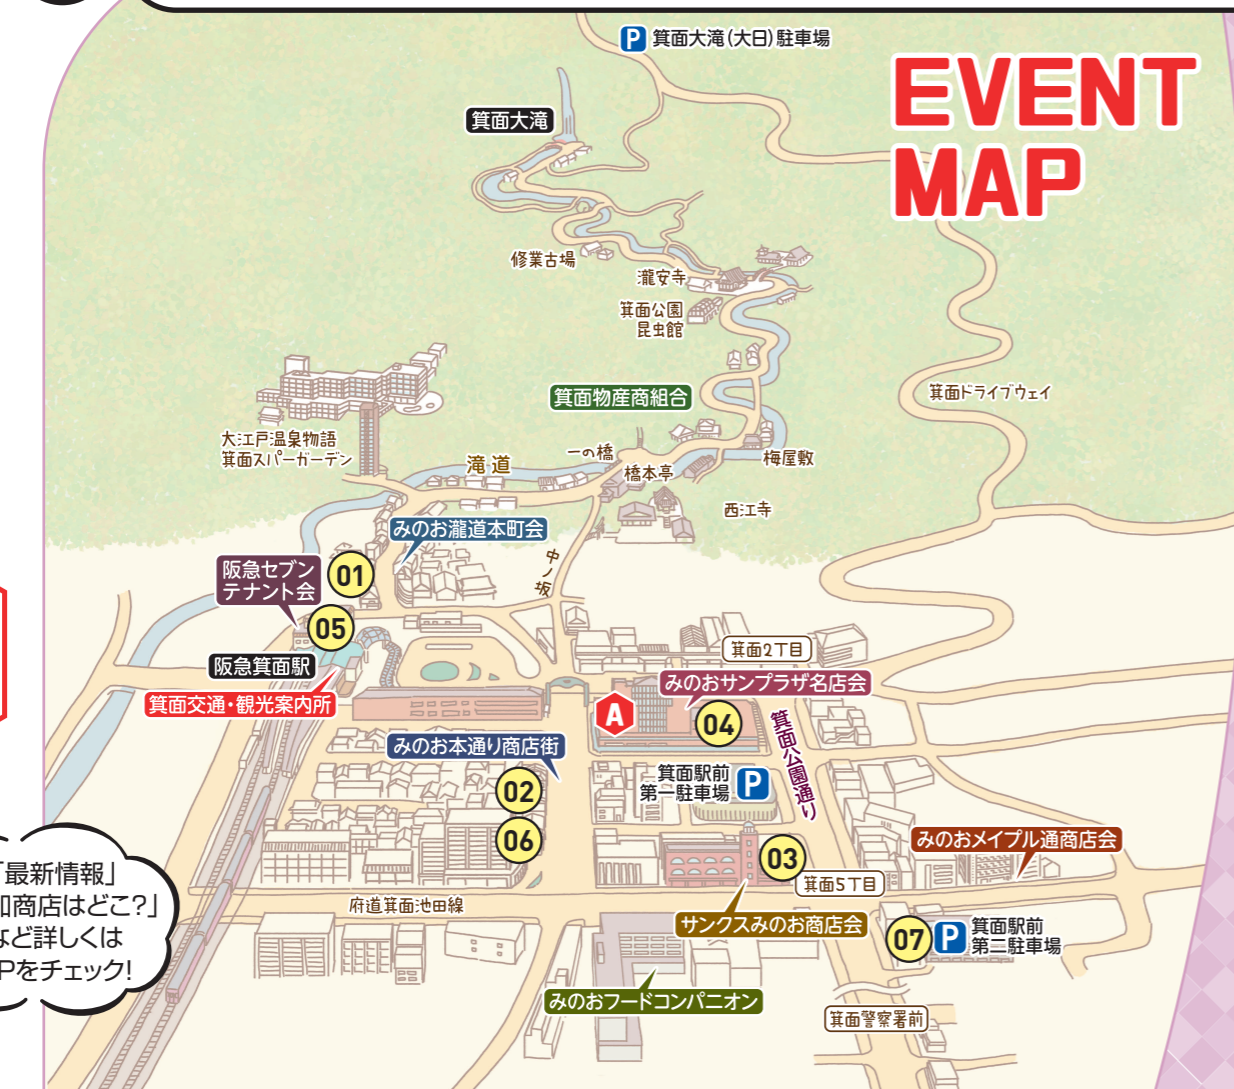 P 箕面大滝(大日)駐車場
EVENT
MAP
箕面大滝
修業古場
瀧安寺
箕面公園
昆虫館
箕面物産商組合
箕面ドライブウェイ
大江戸温泉物語
箕面スパーガーデン
滝道
一の橋
橋本亭
梅屋敷
西江寺
みのお瀧道本町会
中ノ坂
阪急セブン
テナント会
01
05
阪急箕面駅
箕面交通・観光案内所
箕面2丁目
みのおサンプラザ名店会
A
04
箕面公園通り
みのお本通り商店街
箕面駅前
第一駐車場
P
02
06
03
みのおメイプル通商店会
箕面5丁目
府道箕面池田線
サンクスみのお商店会
07
P
箕面駅前
第二駐車場
みのおフードコンパニオン
箕面警察署前
「最新情報」
加商店はどこ?」
など詳しくは
Pをチェック!